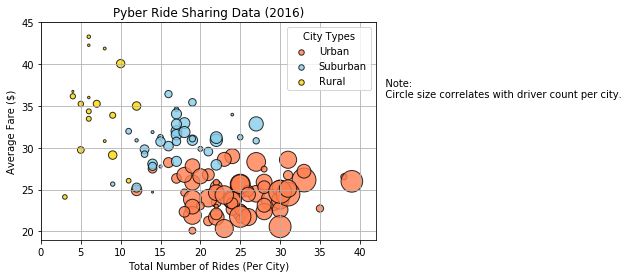 Pyber Ride Sharing Data (2016)
45
40
35
30
25
20
Average Fare ($)
City Types
Urban
Suburban
Rural
Note:
Circle size correlates with driver count per city.
0 5 10 15 20 25 30 35 40
Total Number of Rides (Per City)